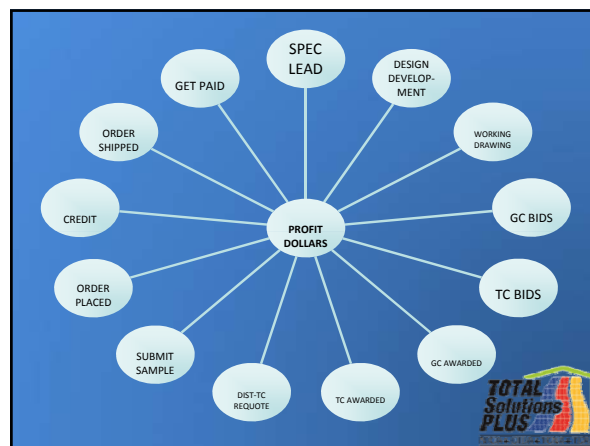 SPEC
LEAD
DESIGN
DEVELOP-
MENT
WORKING
DRAWING
GC BIDS
TC BIDS
GC AWARDED
TC AWARDED
DIST-TC
REQUOTE
SUBMIT
SAMPLE
ORDER
PLACED
CREDIT
ORDER
SHIPPED
GET PAID
PROFIT
DOLLARS
TOTAL
Solutions
PLUS